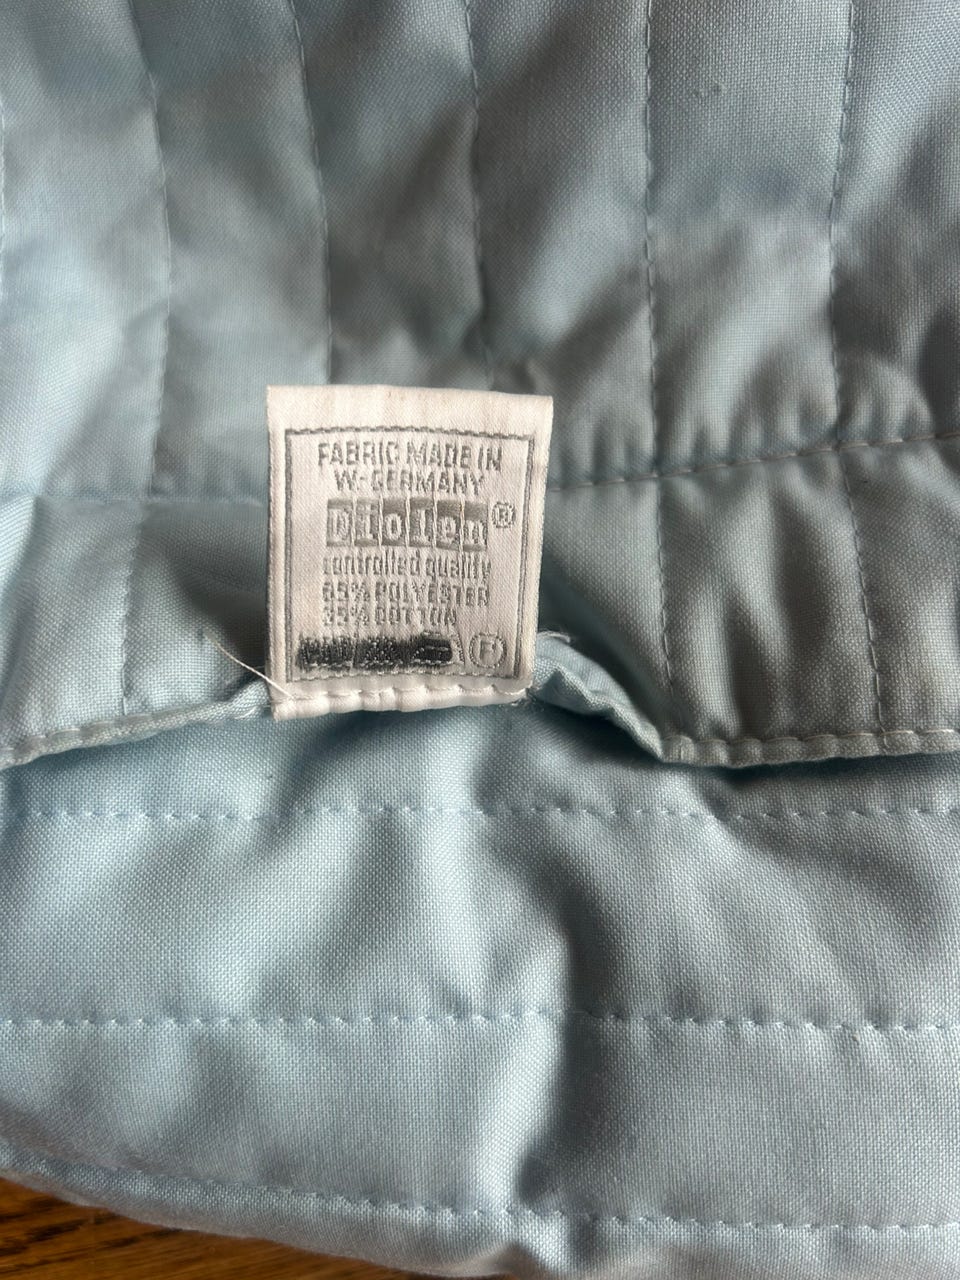 FABRIC MADE IN
W.-GERMANY
Diolen®
controlled quality
65% POLYESTER
35% COTTON
Ⓕ